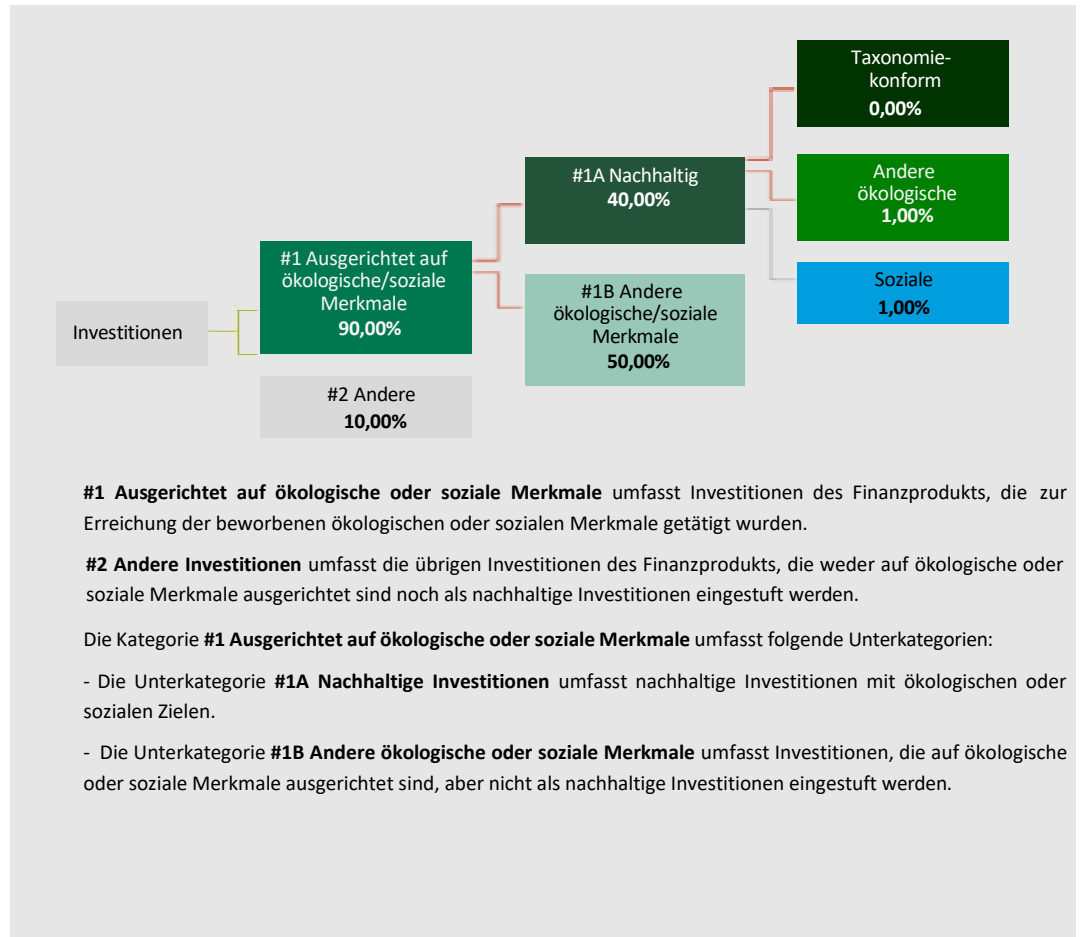 Taxonomie-
konform
0,00%
#1A Nachhaltig
40,00%
Andere
ökologische
1,00%
#1 Ausgerichtet auf
ökologische/soziale
Merkmale
90,00%
Soziale
1,00%
#1B Andere
ökologische/soziale
Merkmale
50,00%
Investitionen
#2 Andere
10,00%
#1 Ausgerichtet auf ökologische oder soziale Merkmale umfasst Investitionen des Finanzprodukts, die zur
Erreichung der beworbenen ökologischen oder sozialen Merkmale getätigt wurden.
#2 Andere Investitionen umfasst die übrigen Investitionen des Finanzprodukts, die weder auf ökologische oder
soziale Merkmale ausgerichtet sind noch als nachhaltige Investitionen eingestuft werden.
Die Kategorie #1 Ausgerichtet auf ökologische oder soziale Merkmale umfasst folgende Unterkategorien:
- Die Unterkategorie #1A Nachhaltige Investitionen umfasst nachhaltige Investitionen mit ökologischen oder
sozialen Zielen.
- Die Unterkategorie #1B Andere ökologische oder soziale Merkmale umfasst Investitionen, die auf ökologische
oder soziale Merkmale ausgerichtet sind, aber nicht als nachhaltige Investitionen eingestuft werden.